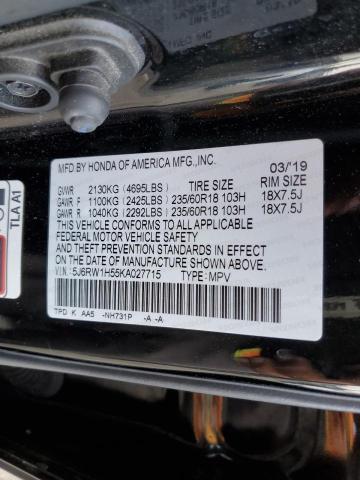 MFD.BY HONDA OF AMERICA MFG.,INC. 03/'19
GVWR 2130KG (4695LBS) TIRE SIZE RIM SIZE
GAWR F 1100KG (2425LBS) 235/60R18 103H 18X7.5J
GAWR R 1040KG (2292LBS) 235/60R18 103H 18X7.5J
THIS VEHICLE CONFORMS TO ALL APPLICABLE
FEDERAL MOTOR VEHICLE SAFETY
AND THEFT PREVENTION STANDARDS IN EFFECT
ON THE DATE OF MANUFACTURE SHOWN ABOVE.
V.I.N.: 5J6RW1H55KA027715 TYPE: MPV
TPD K AA5 -NH731P -A -A
TLA A1